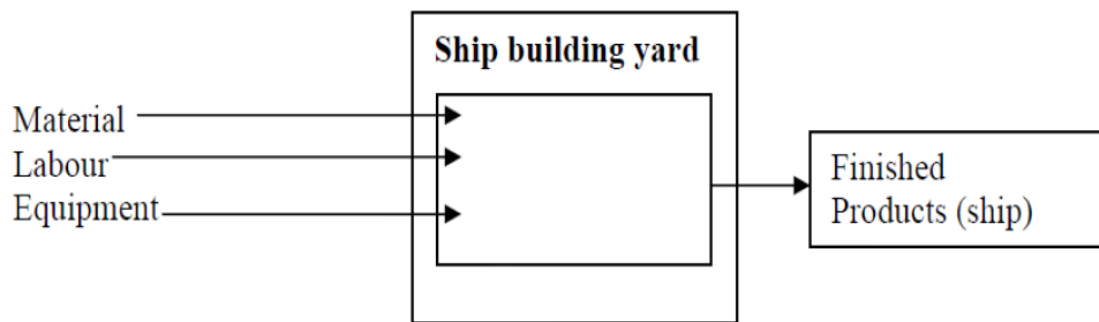 Ship building yard
Material
Labour
Equipment
Finished
Products (ship)